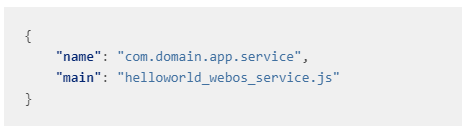 {
    "name": "com.domain.app.service",
    "main": "helloworld_webos_service.js"
}